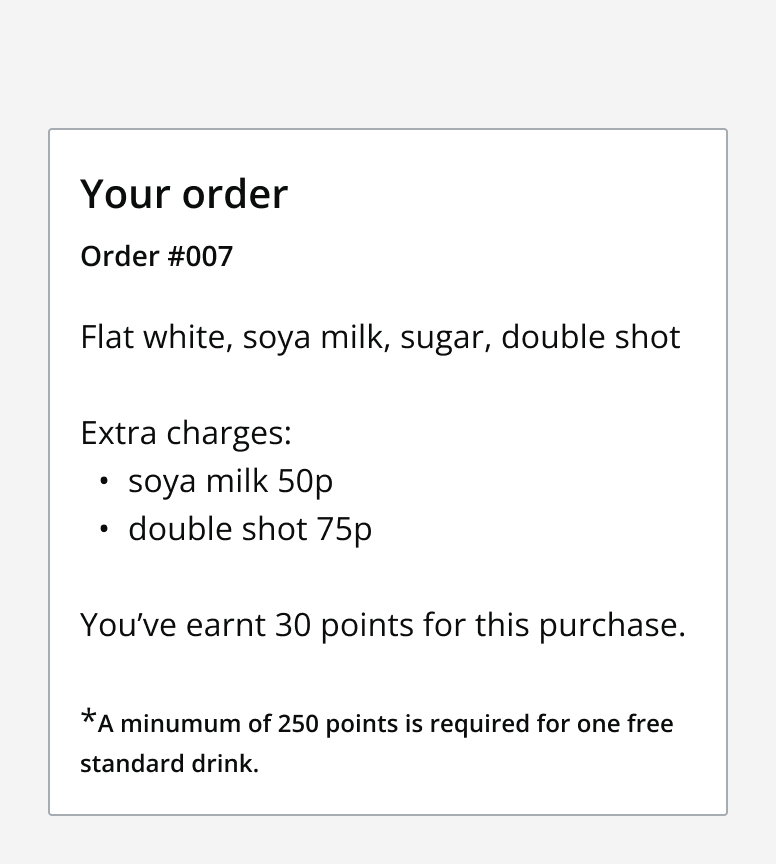 Your order
Order #007
Flat white, soya milk, sugar, double shot
Extra charges:
• soya milk 50p
• double shot 75p
You’ve earnt 30 points for this purchase.
*A minumum of 250 points is required for one free
standard drink.